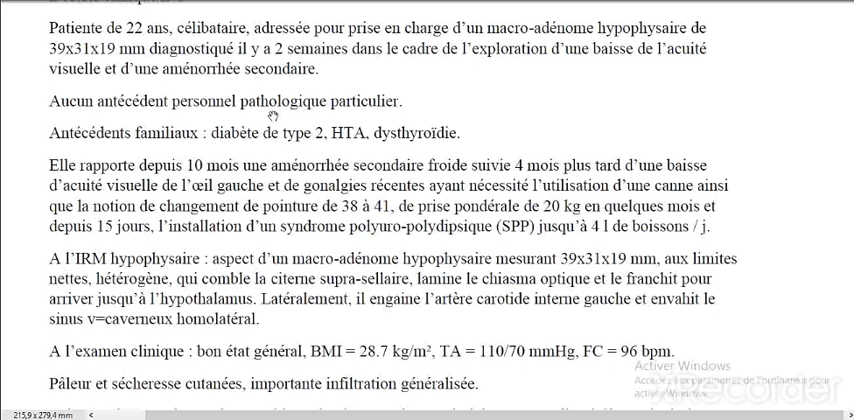 Patiente de 22 ans, célibataire, adressée pour prise en charge d'un macro-adénome hypophysaire de
39x31x19 mm diagnostiqué il y a 2 semaines dans le cadre de l'exploration d'une baisse de l'acuité
visuelle et d'une aménorrhée secondaire.
Aucun antécédent personnel pathologique particulier.
Antécédents familiaux : diabète de type 2, HTA, dysthyroïdie.
Elle rapporte depuis 10 mois une aménorrhée secondaire froide suivie 4 mois plus tard d'une baisse
d'acuité visuelle de l'œil gauche et de gonalgies récentes ayant nécessité l'utilisation d'une canne ainsi
que la notion de changement de pointure de 38 à 41, de prise pondérale de 20 kg en quelques mois et
depuis 15 jours, l'installation d'un syndrome polyuro-polydipsique (SPP) jusqu'à 4 l de boissons / j.
A l'IRM hypophysaire : aspect d'un macro-adénome hypophysaire mesurant 39x31x19 mm, aux limites
nettes, hétérogène, qui comble la citerne supra-sellaire, lamine le chiasma optique et le franchit pour
arriver jusqu'à l'hypothalamus. Latéralement, il engaine l'artère carotide interne gauche et envahit le
sinus v=caverneux homolatéral.
A l'examen clinique : bon état général, BMI = 28.7 kg/m², TA = 110/70 mmHg, FC = 96 bpm.
Pâleur et sécheresse cutanées, importante infiltration généralisée.
Activer Windows
Accédez aux paramètres de l'ordinateur pour
activer Windows.
215,9 x 279,4 mm